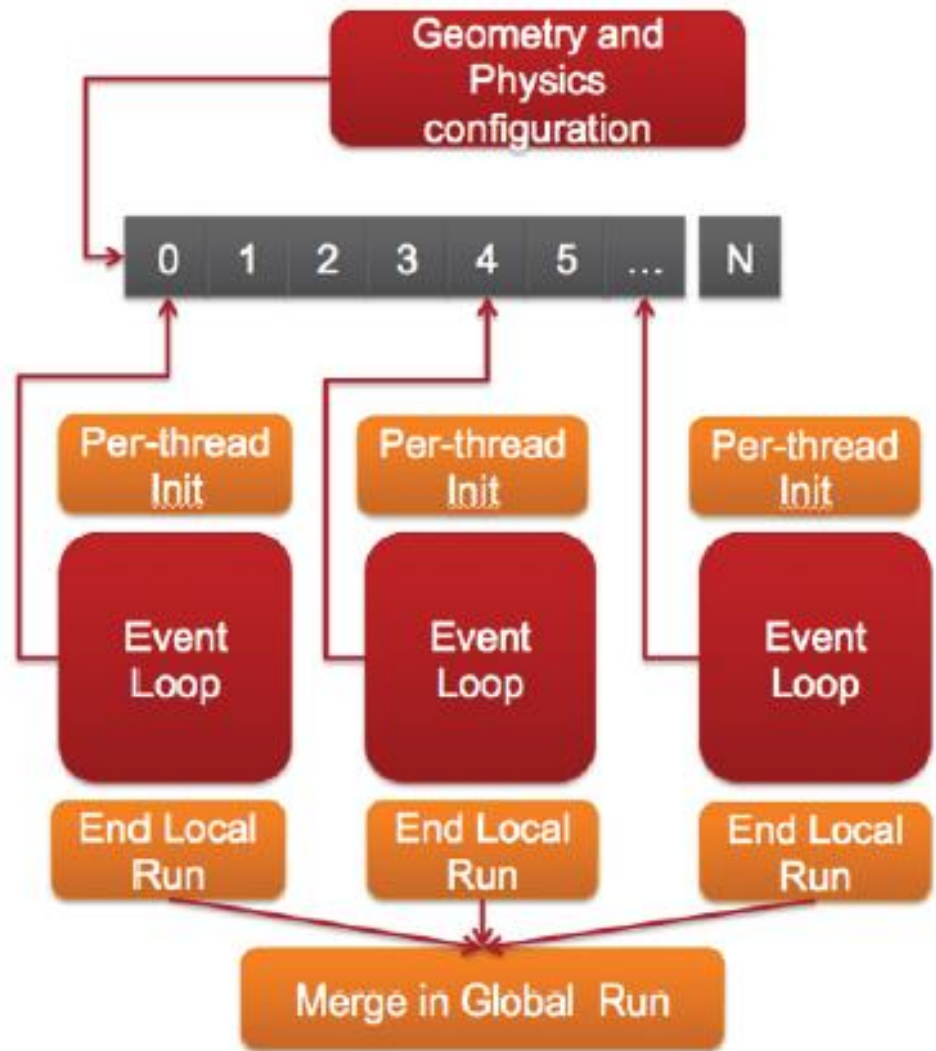 Geometry and
Physics
configuration
0 1 2 3 4 5 ... N
Per-thread
Init
Per-thread
Init
Per-thread
Init
Event
Loop
Event
Loop
Event
Loop
End Local
Run
End Local
Run
End Local
Run
Merge in Global Run